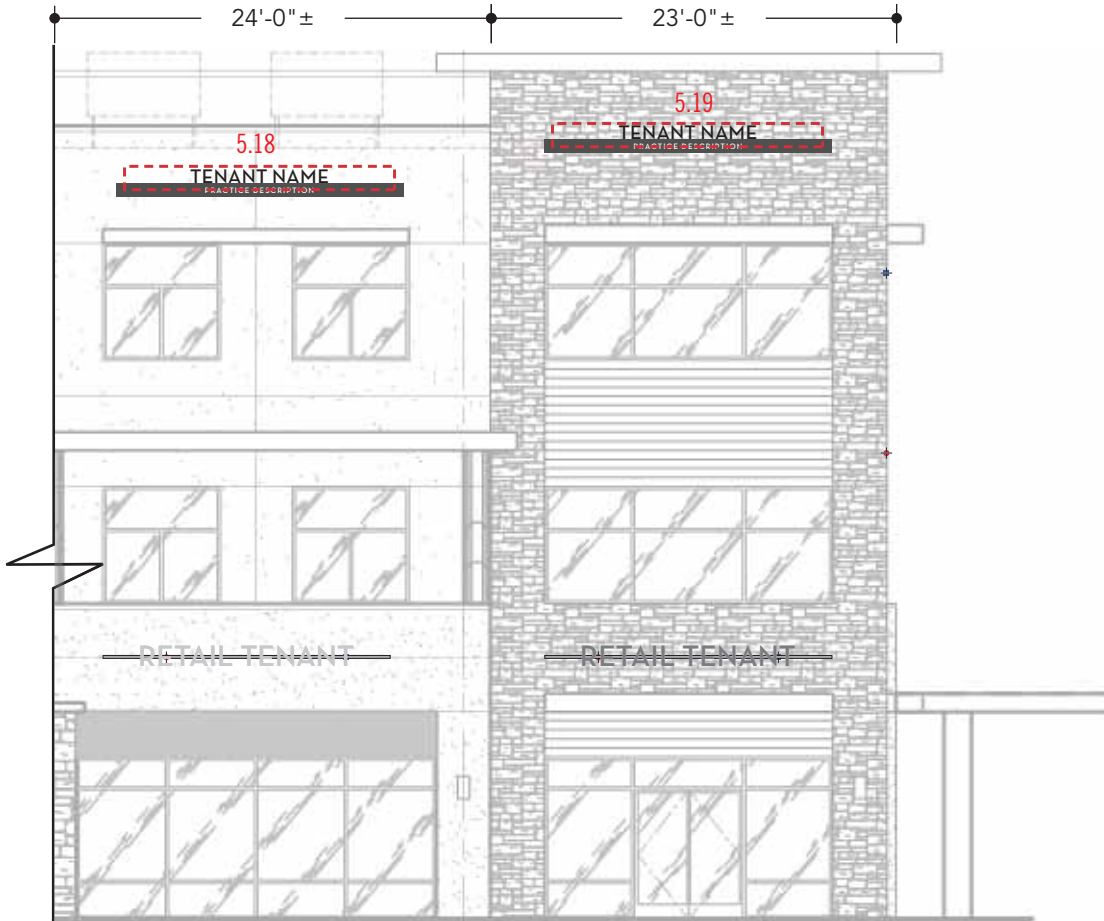 24'-0"± 23'-0"±
5.19
TENANT NAME
PRACTICE DESCRIPTION
5.18
TENANT NAME
PRACTICE DESCRIPTION
RETAIL TENANT
RETAIL TENANT